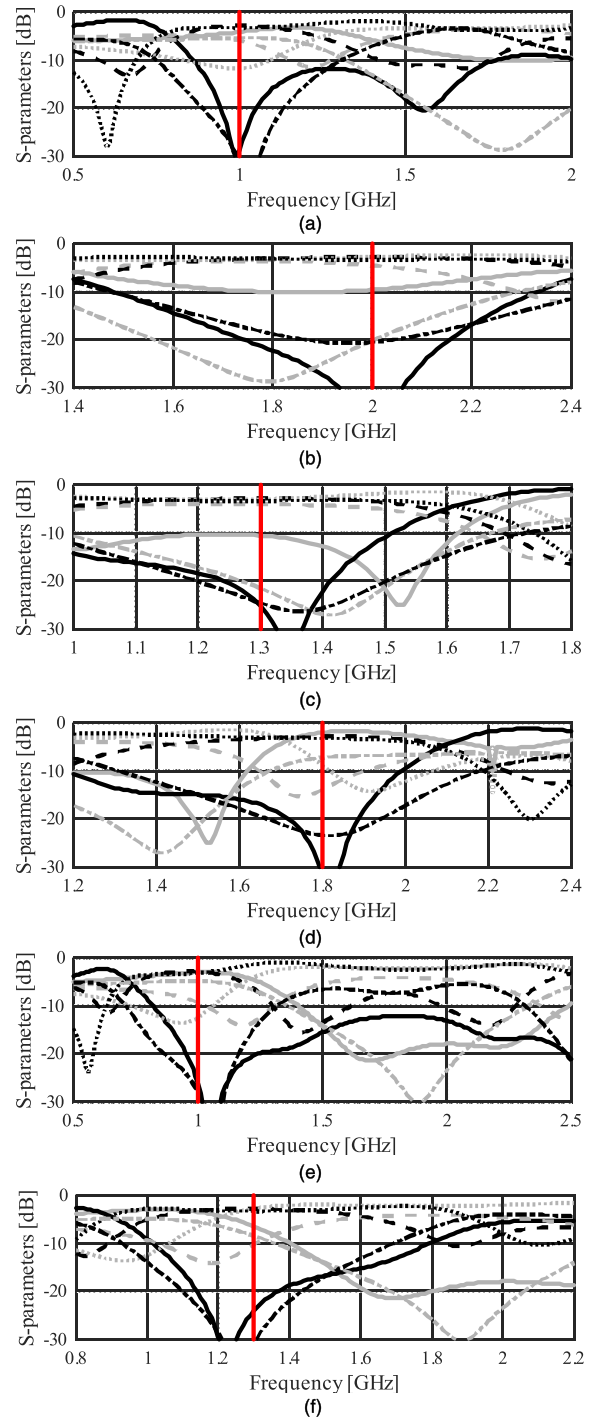 S-parameters [dB]
0
-10
-20
-30
0.5 1 1.5 2
Frequency [GHz]
(a)
S-parameters [dB]
0
-10
-20
-30
1.4 1.6 1.8 2 2.2 2.4
Frequency [GHz]
(b)
S-parameters [dB]
0
-10
-20
-30
1 1.1 1.2 1.3 1.4 1.5 1.6 1.7 1.8
Frequency [GHz]
(c)
S-parameters [dB]
0
-10
-20
-30
1.2 1.4 1.6 1.8 2 2.2 2.4
Frequency [GHz]
(d)
S-parameters [dB]
0
-10
-20
-30
0.5 1 1.5 2 2.5
Frequency [GHz]
(e)
S-parameters [dB]
0
-10
-20
-30
0.8 1 1.2 1.4 1.6 1.8 2 2.2
Frequency [GHz]
(f)